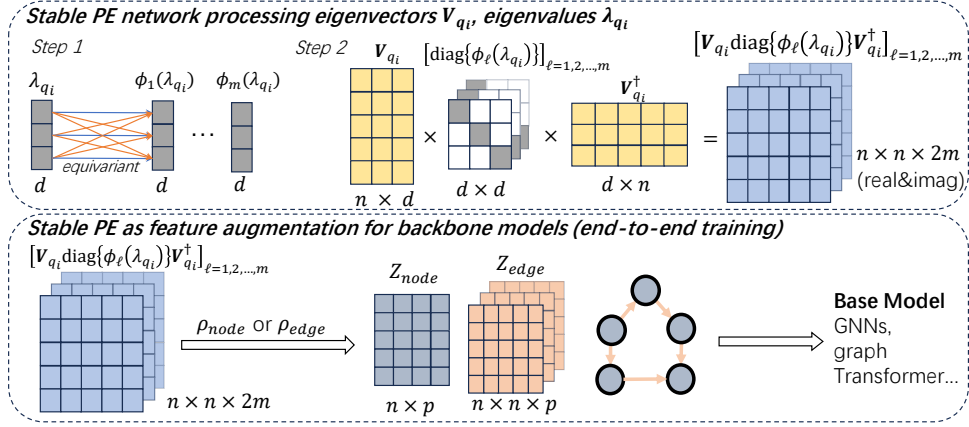 Stable PE network processing eigenvectors V_{q_i}, eigenvalues λ_{q_i}
Step 1
λ_{q_i}
ϕ_1(λ_{q_i})
ϕ_m(λ_{q_i})
...
equivariant
d
d
d
Step 2
V_{q_i}
[diag{ϕ_ℓ(λ_{q_i})}]_{ℓ=1,2,...,m}
V_{q_i}^†
[V_{q_i}diag{ϕ_ℓ(λ_{q_i})}V_{q_i}^†]_{ℓ=1,2,...,m}
×
×
=
n × d
d × d
d × n
n × n × 2m
(real&imag)
Stable PE as feature augmentation for backbone models (end-to-end training)
[V_{q_i}diag{ϕ_ℓ(λ_{q_i})}V_{q_i}^†]_{ℓ=1,2,...,m}
n × n × 2m
ρ_{node} or ρ_{edge}
Z_{node}
Z_{edge}
n × p
n × n × p
Base Model
GNNs,
graph
Transformer...